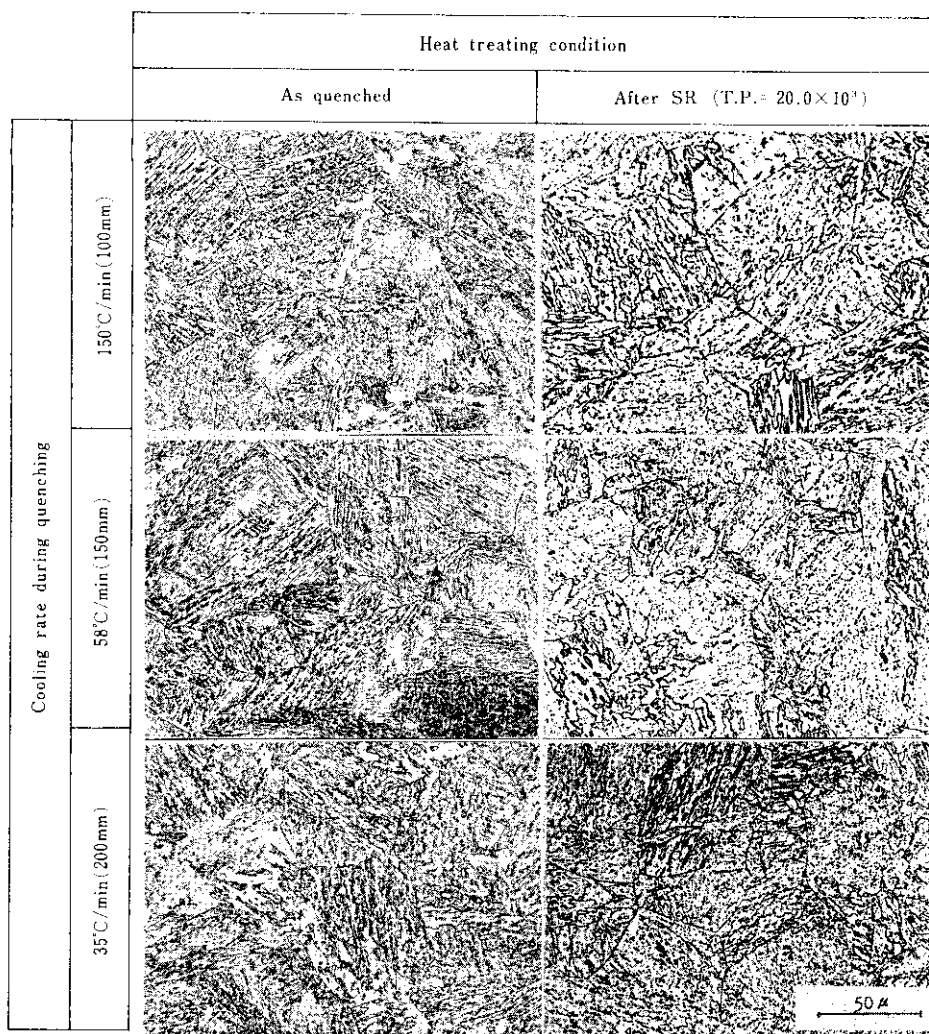 Heat treating condition
As quenched
After SR (T.P.= 20.0×10³)
Cooling rate during quenching
150°C/min (100mm)
58°C/min (150mm)
35°C/min (200mm)
50 μ